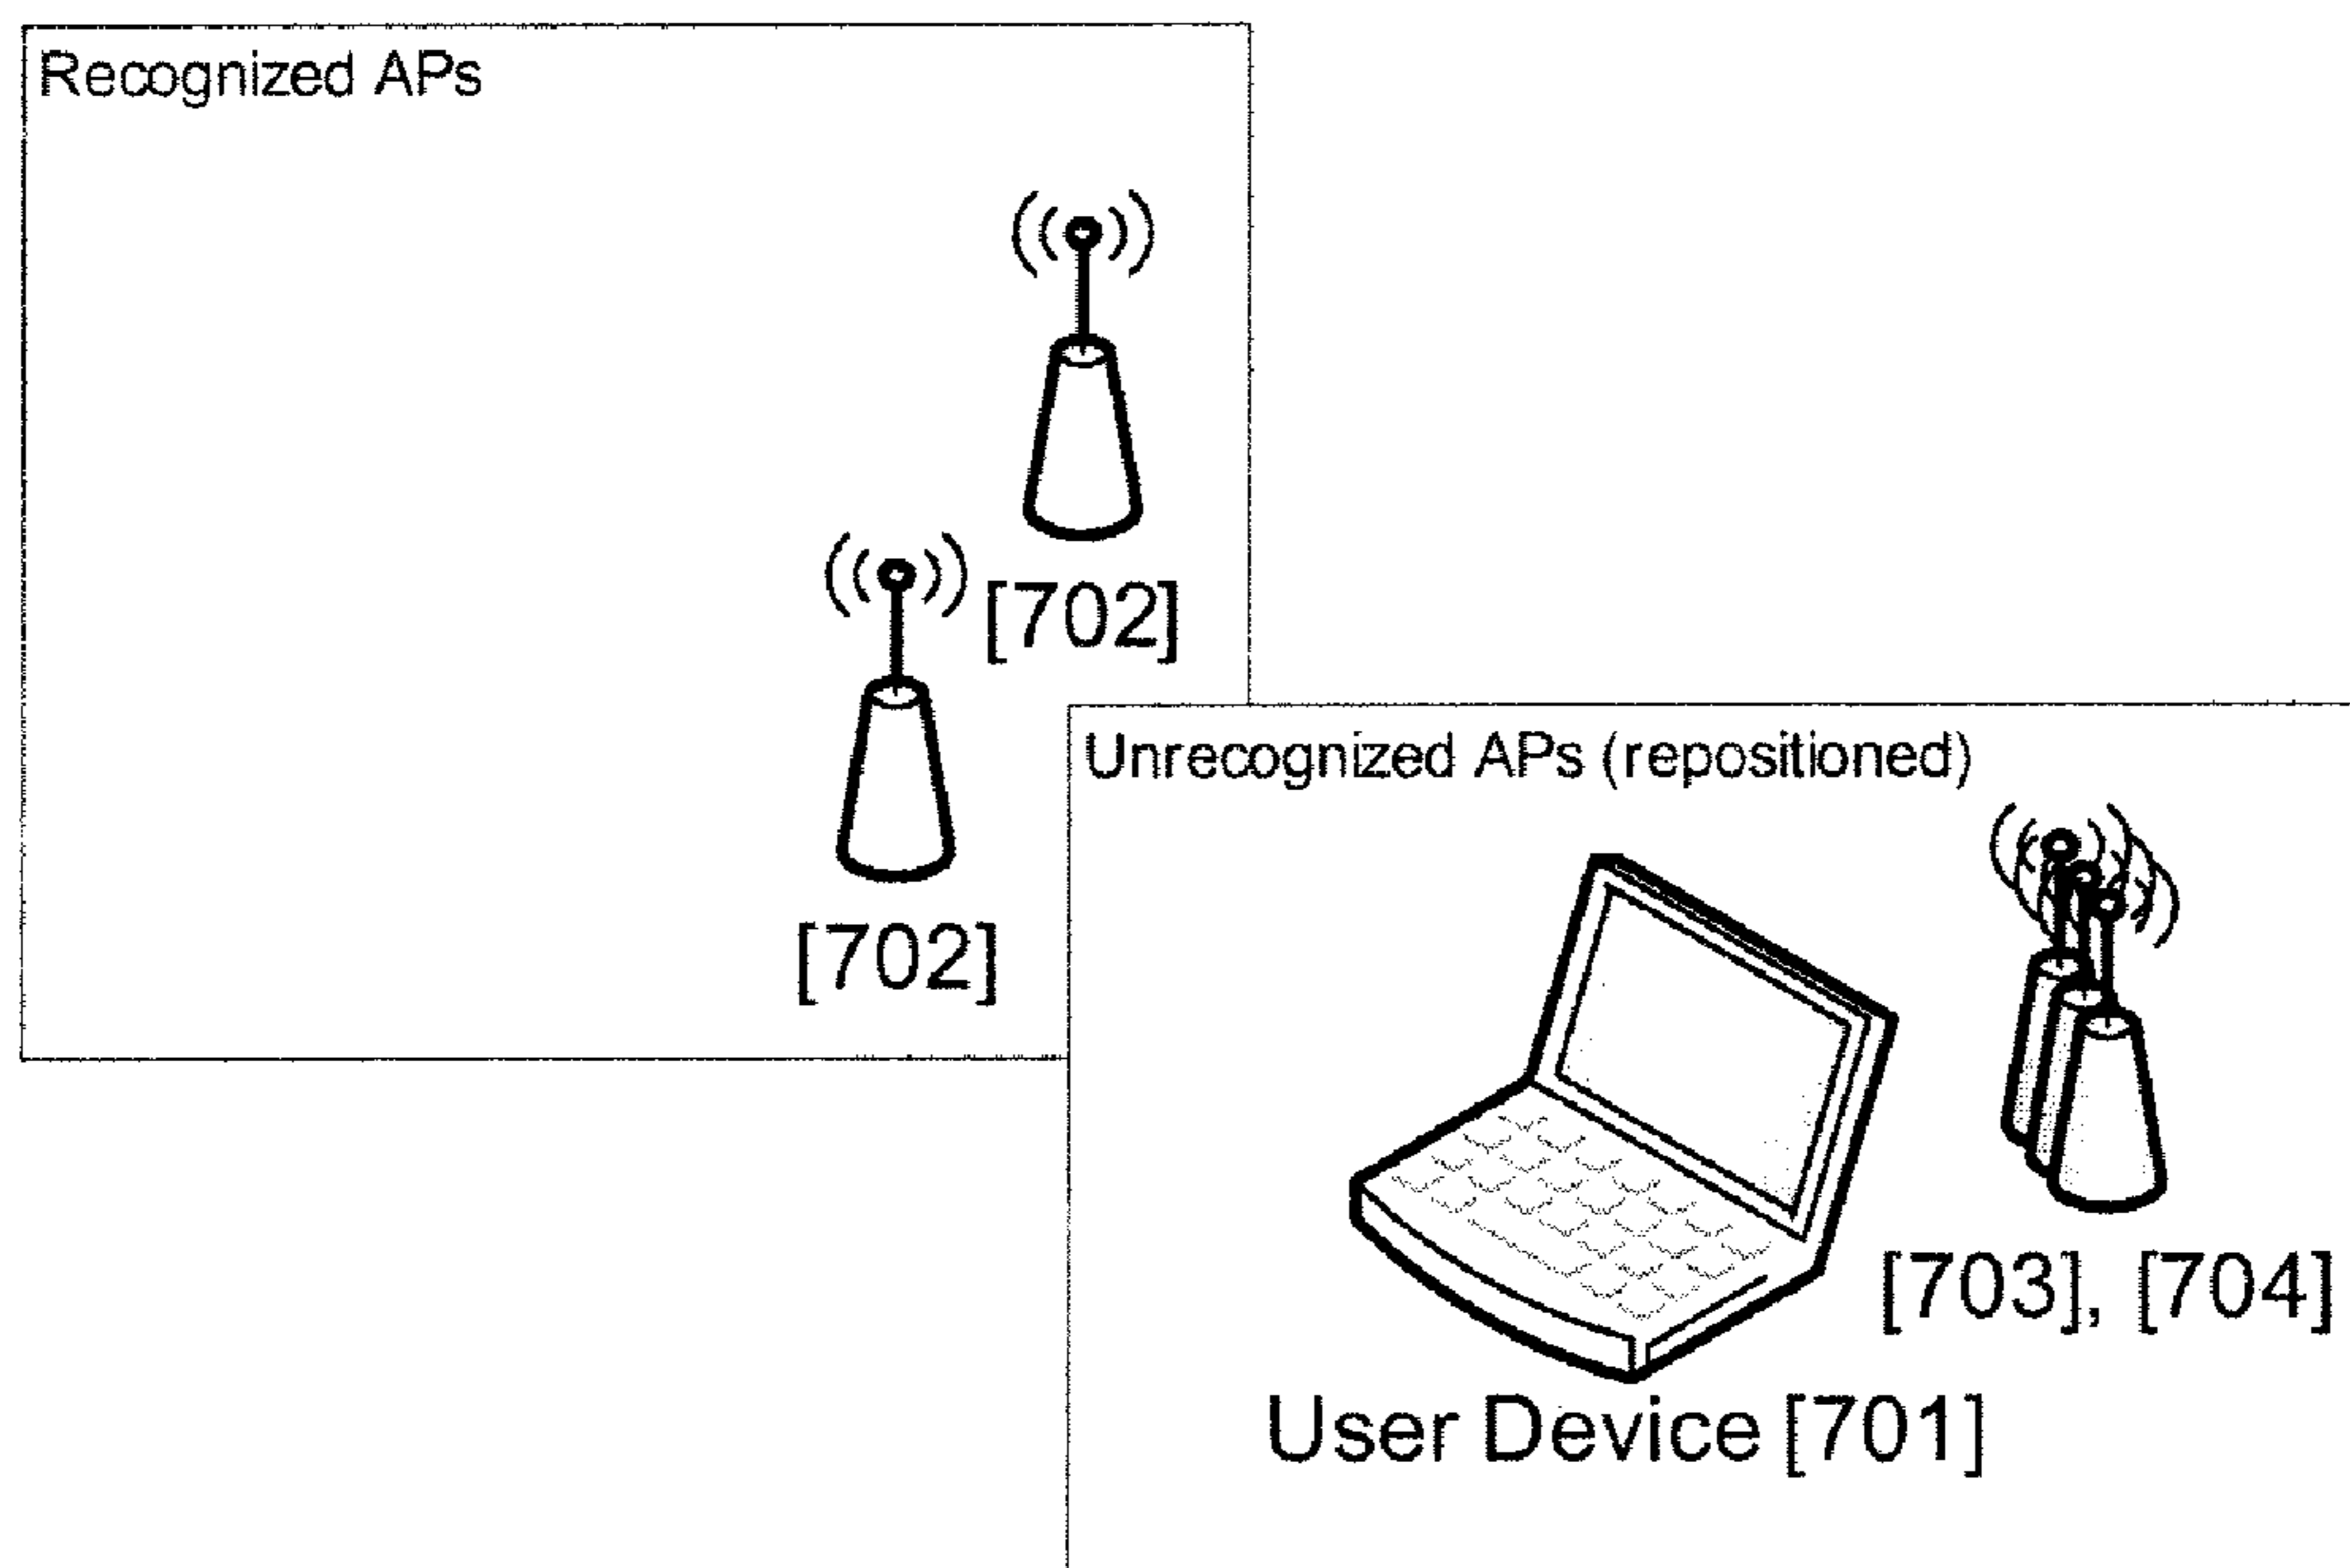 Recognized APs
[702]
[702]
Unrecognized APs (repositioned)
[703], [704]
User Device [701]